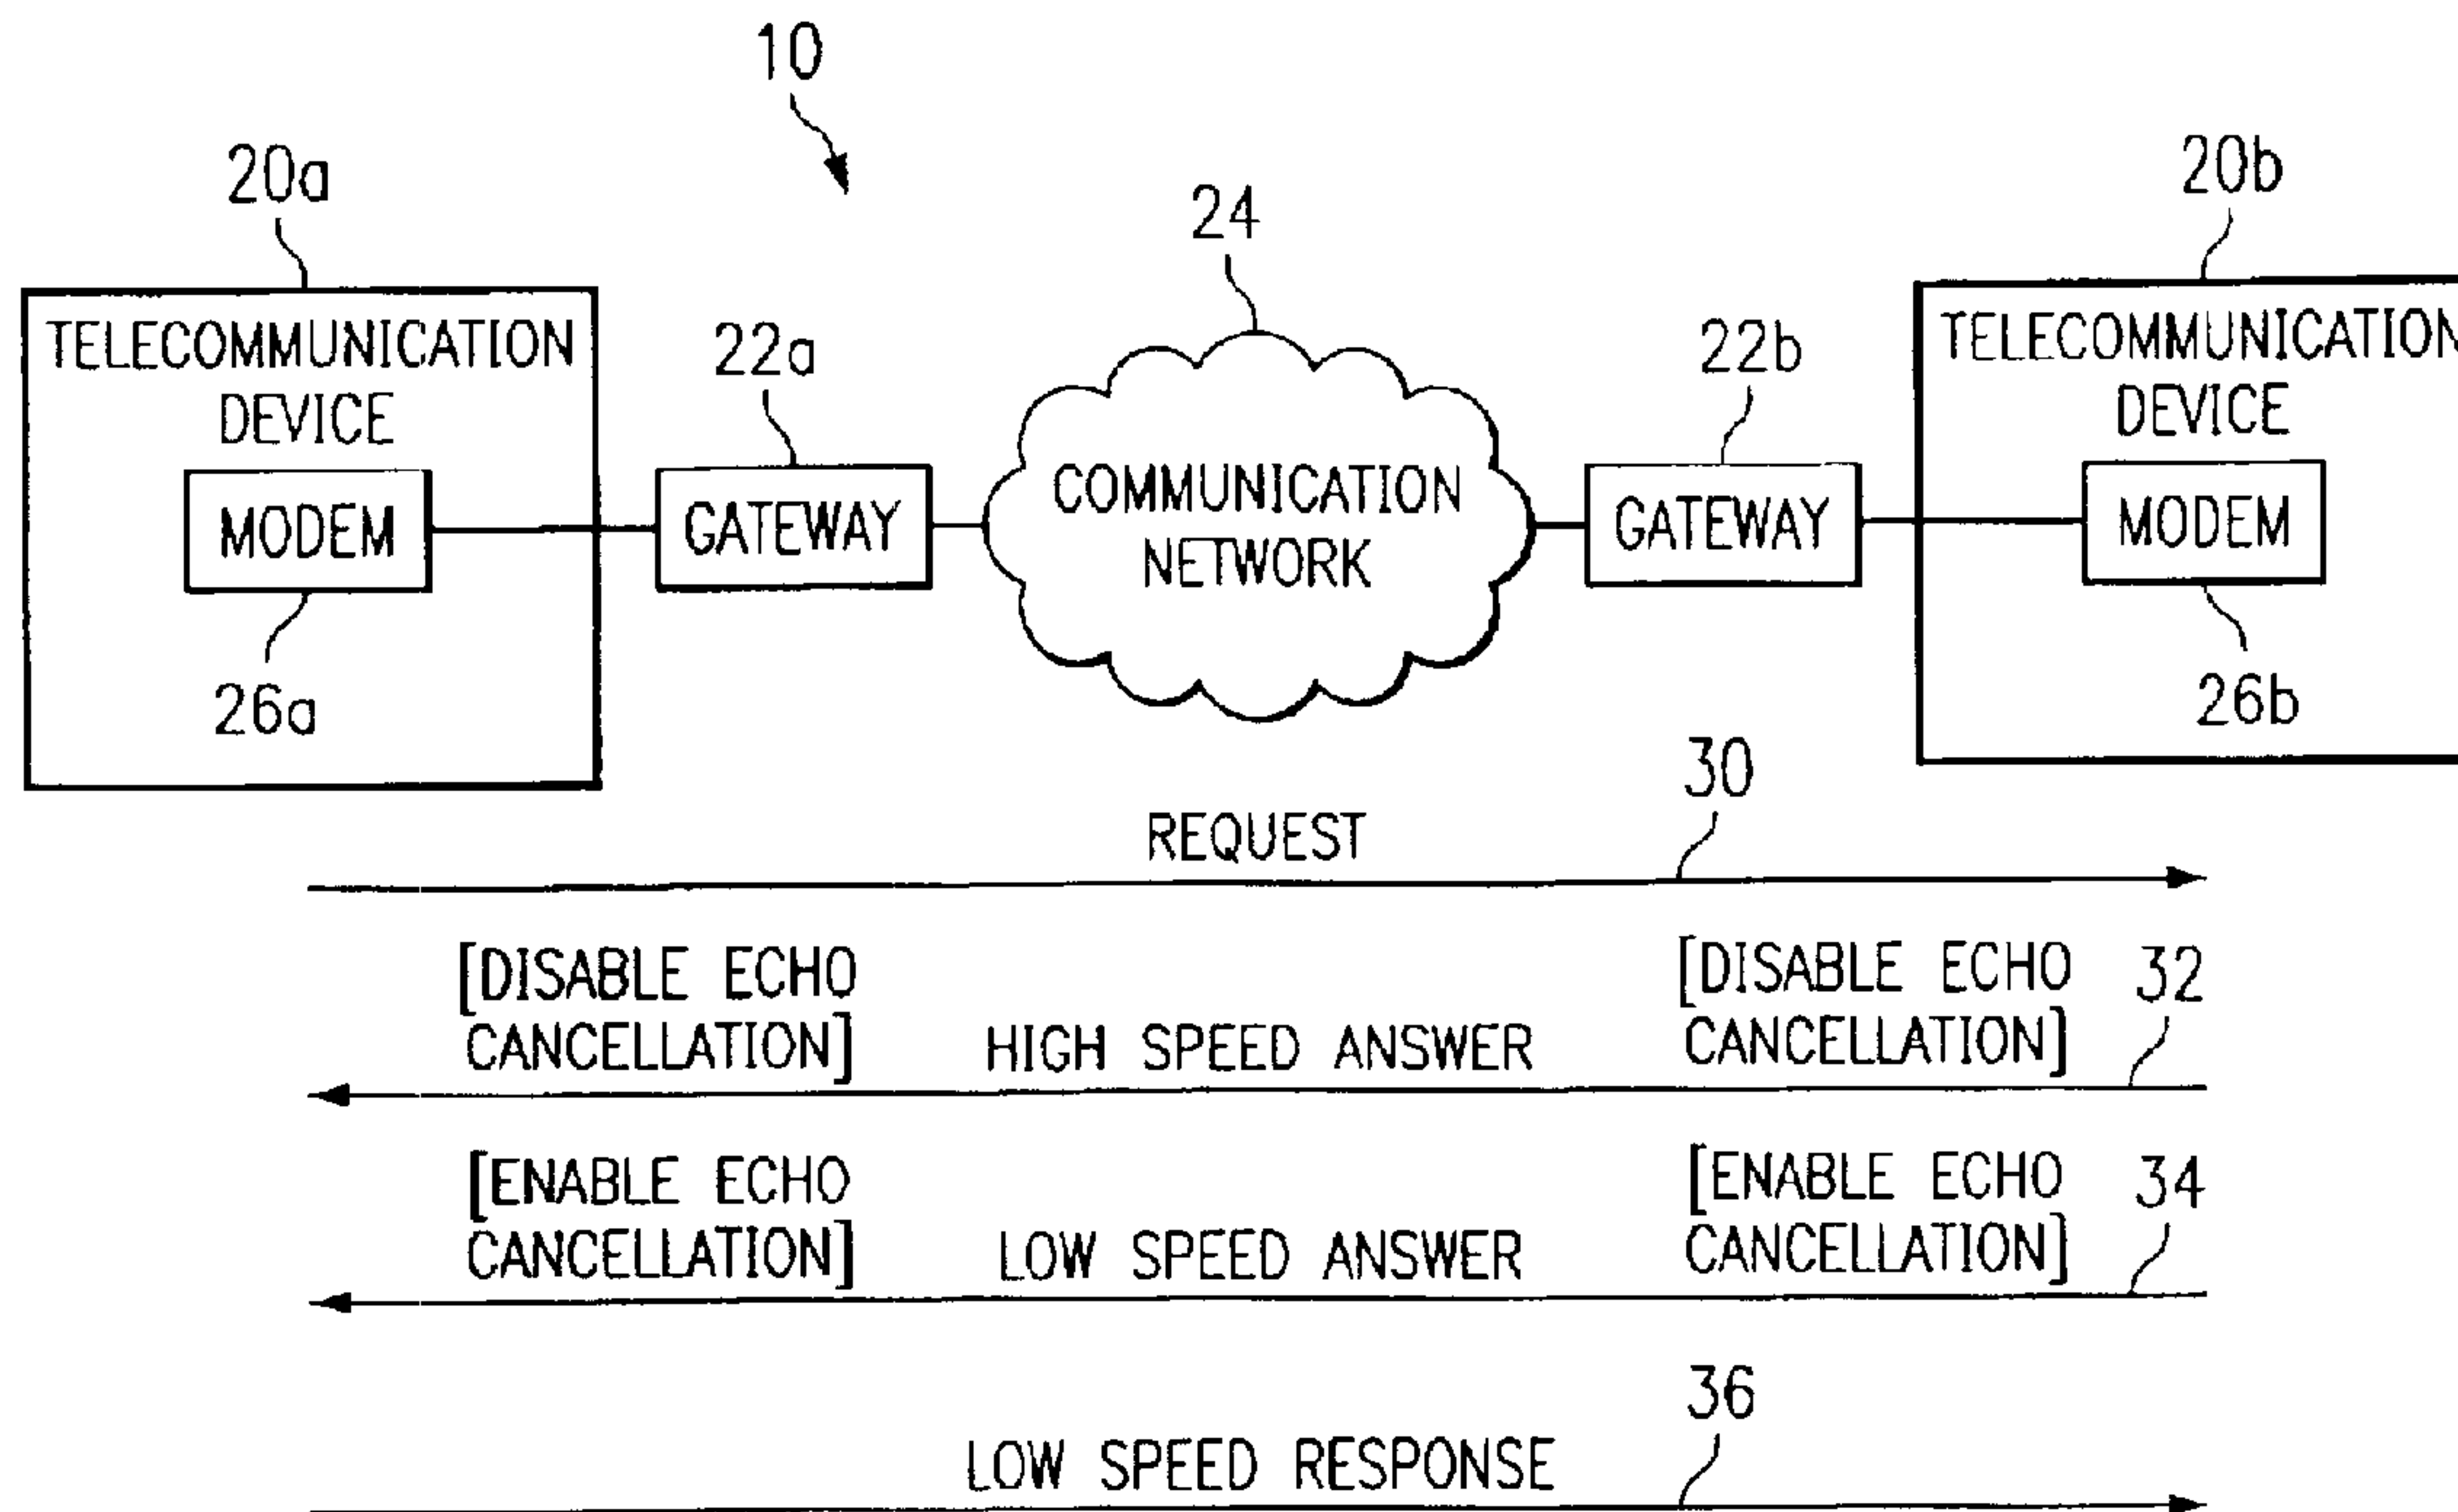 10
20a
20b
24
TELECOMMUNICATION
DEVICE
22a
22b
TELECOMMUNICATION
DEVICE
MODEM
GATEWAY
COMMUNICATION
NETWORK
GATEWAY
MODEM
26a
26b
30
REQUEST
[DISABLE ECHO
CANCELLATION]
HIGH SPEED ANSWER
[DISABLE ECHO
CANCELLATION]
32
[ENABLE ECHO
CANCELLATION]
LOW SPEED ANSWER
[ENABLE ECHO
CANCELLATION]
34
36
LOW SPEED RESPONSE